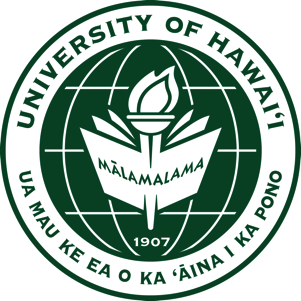 UNIVERSITY OF HAWAIʻI
MĀLAMALAMA
1907
UA MAU KE EA O KA ʻĀINA I KA PONO